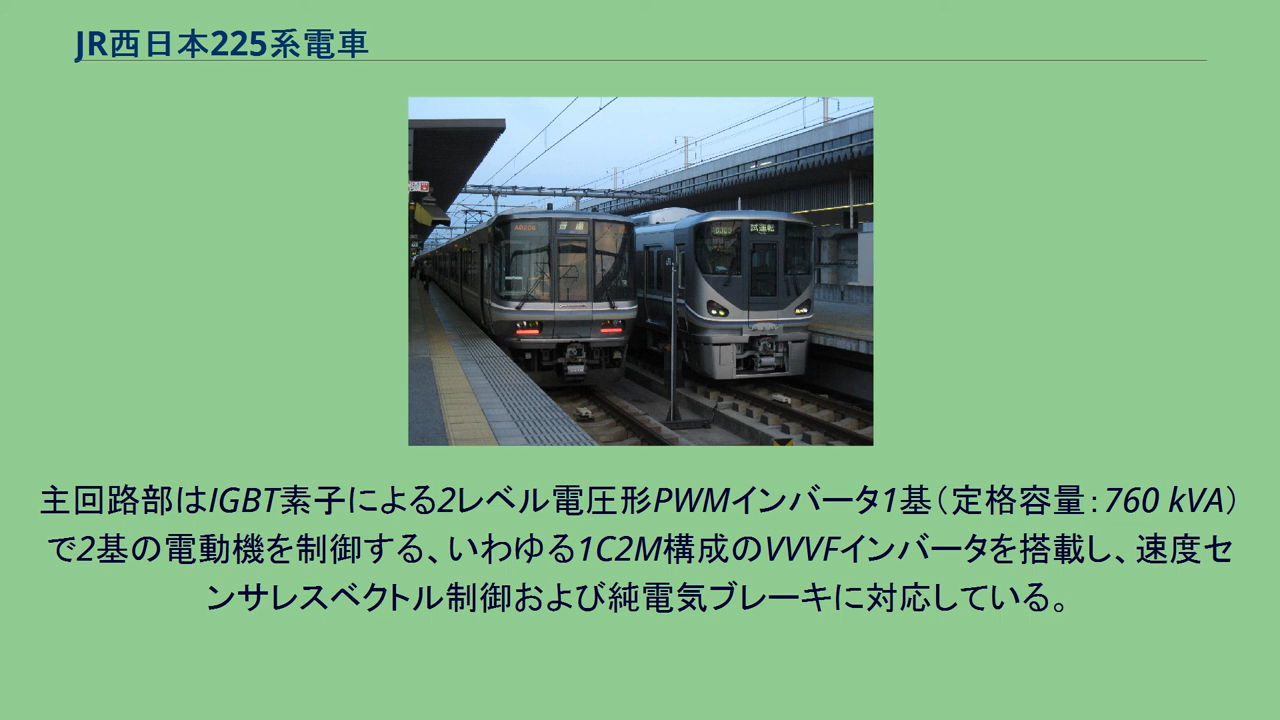 JR西日本225系電車
普通
試運転
主回路部はIGBT素子による2レベル電圧形PWMインバータ1基（定格容量：760 kVA）
で2基の電動機を制御する、いわゆる1C2M構成のVVVFインバータを搭載し、速度セ
ンサレスベクトル制御および純電気ブレーキに対応している。